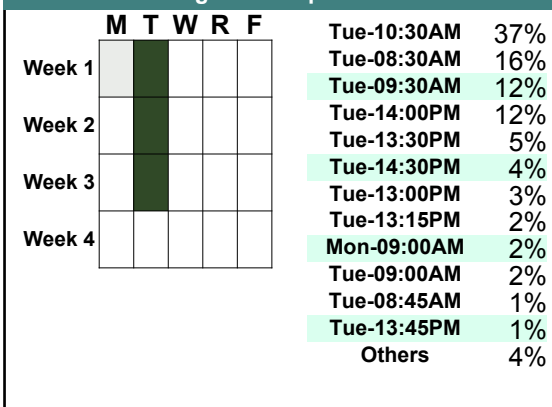 M T W R F
Week 1
Week 2
Week 3
Week 4
Tue-10:30AM 37%
Tue-08:30AM 16%
Tue-09:30AM 12%
Tue-14:00PM 12%
Tue-13:30PM 5%
Tue-14:30PM 4%
Tue-13:00PM 3%
Tue-13:15PM 2%
Mon-09:00AM 2%
Tue-09:00AM 2%
Tue-08:45AM 1%
Tue-13:45PM 1%
Others 4%